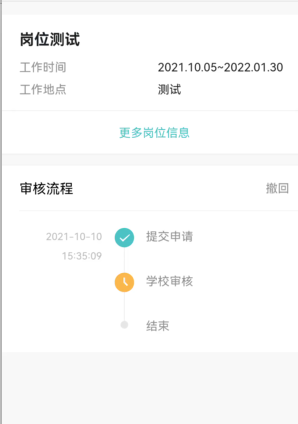 岗位测试
工作时间 2021.10.05~2022.01.30
工作地点 测试
更多岗位信息
审核流程 撤回
2021-10-10 提交申请
15:35:09
学校审核
结束